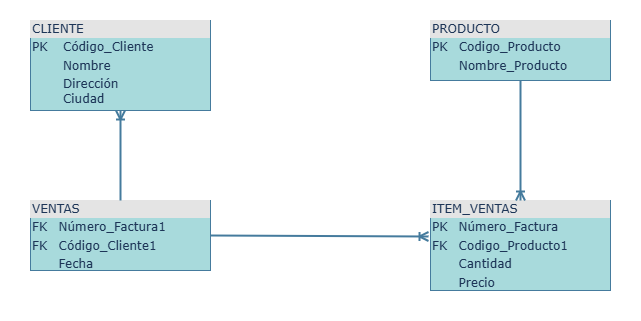 CLIENTE
PK Código_Cliente
Nombre
Dirección
Ciudad
PRODUCTO
PK Codigo_Producto
Nombre_Producto
VENTAS
FK Número_Factura1
FK Código_Cliente1
Fecha
ITEM_VENTAS
PK Número_Factura
FK Codigo_Producto1
Cantidad
Precio